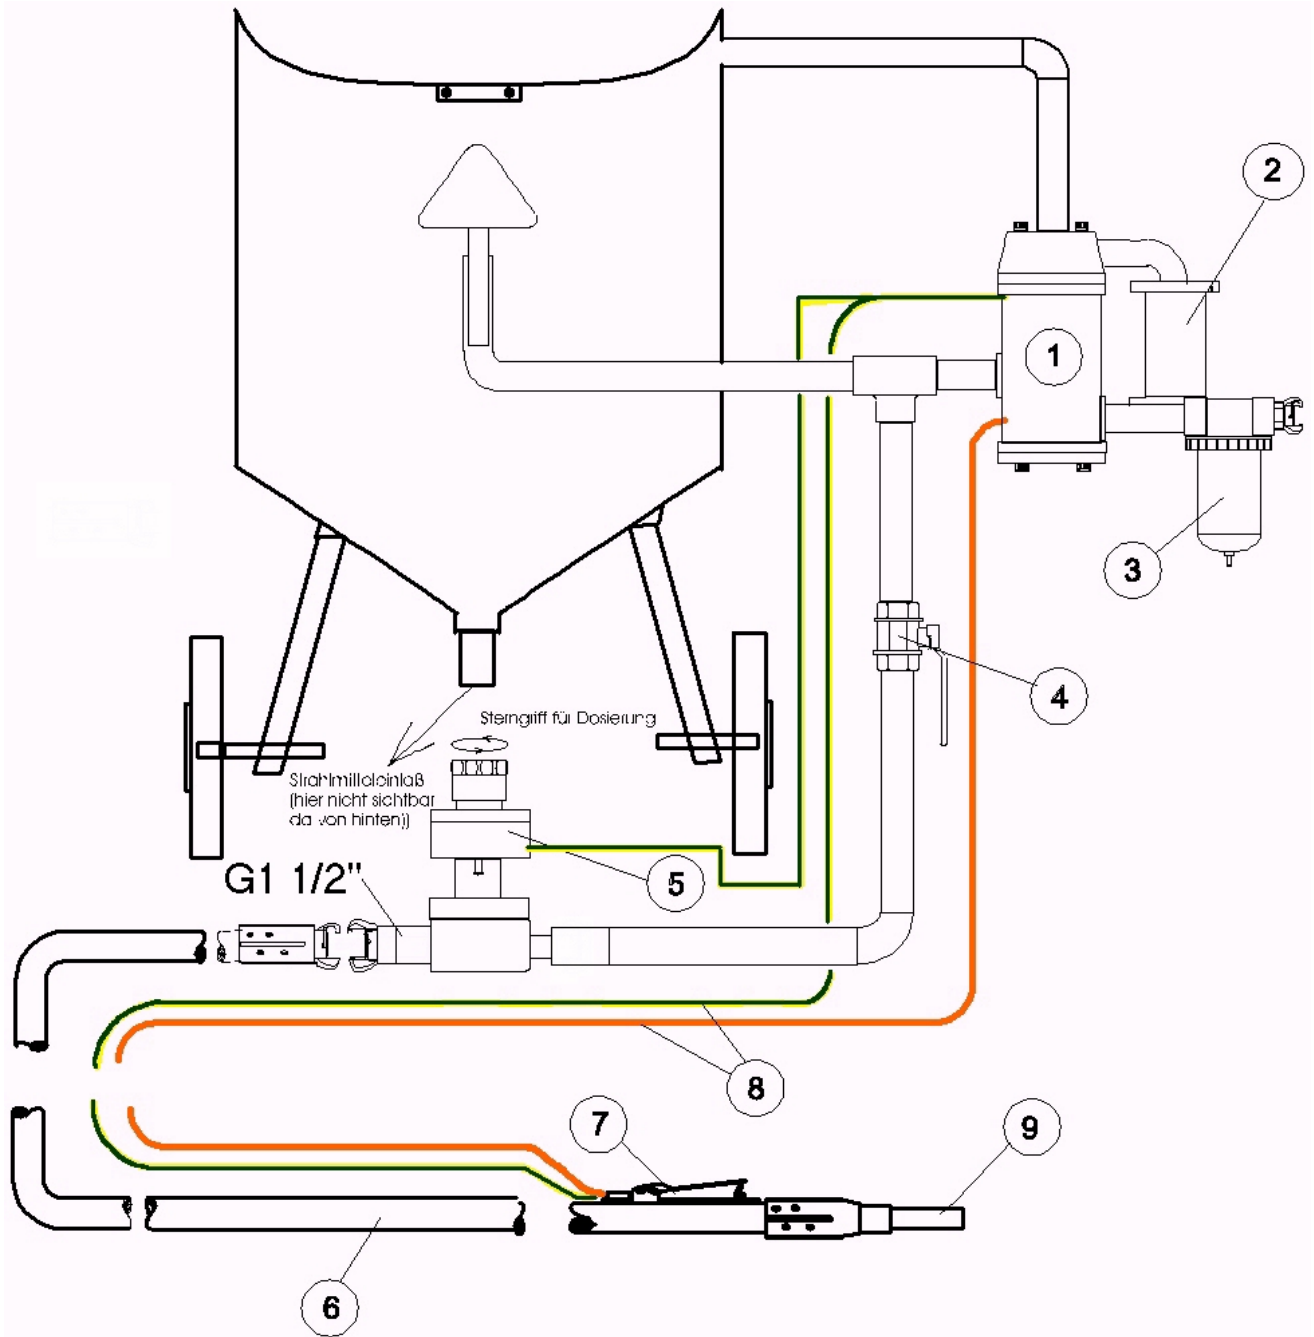 2
1
3
4
Sterngriff für Dosierung
Strahlmitteleinlaß
(hier nicht sichtbar
da von hinten))
G1 1/2"
5
8
7
9
6